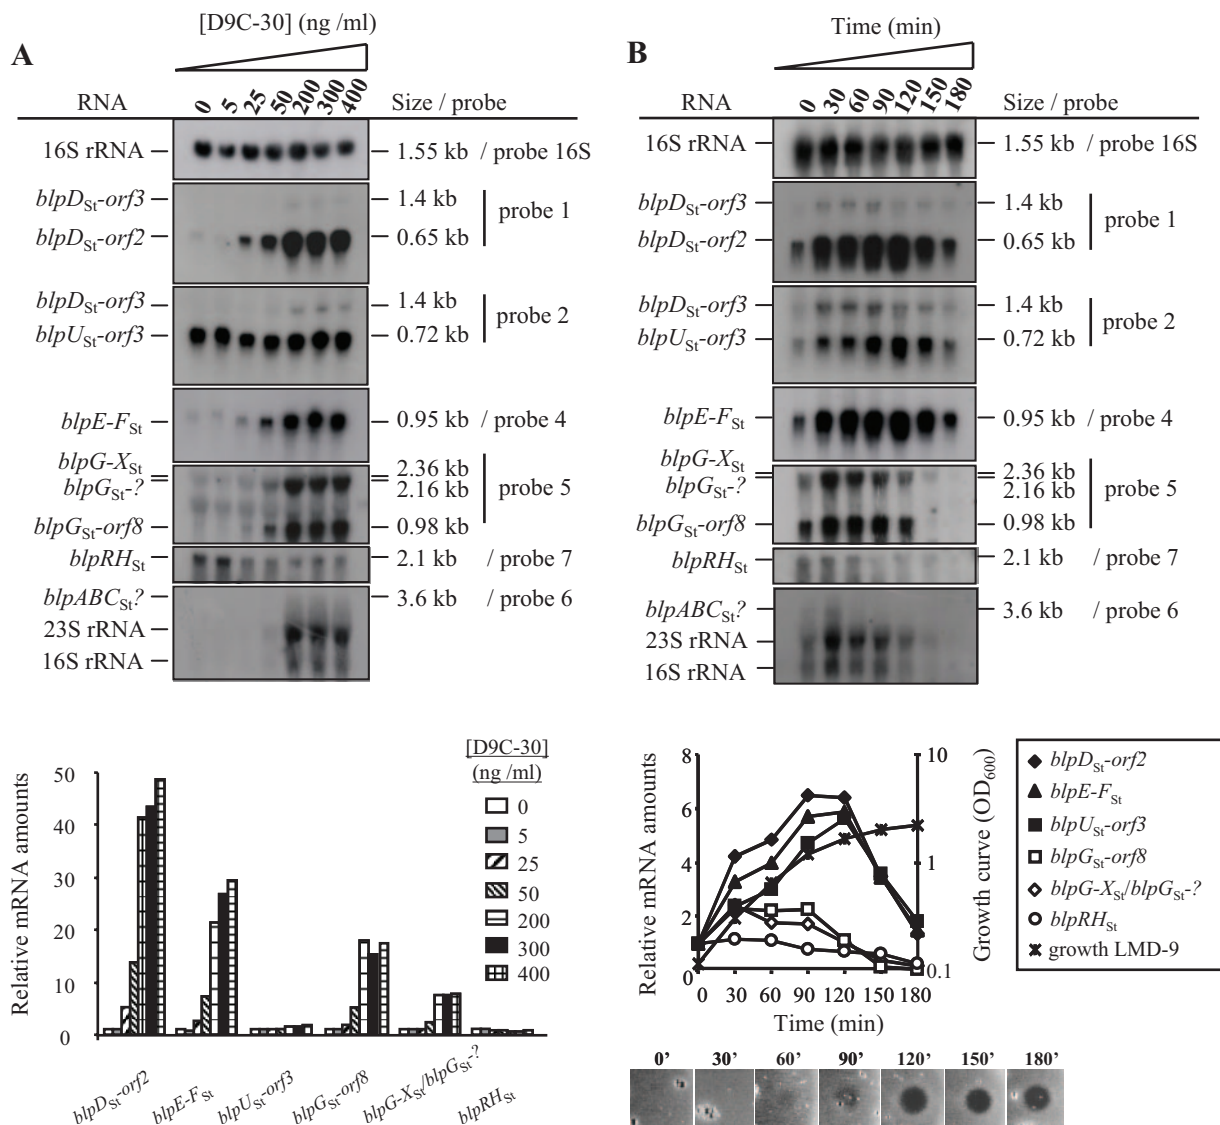 A
[D9C-30] (ng /ml)
RNA
0 5 25 50 200 300 400
Size / probe
16S rRNA
1.55 kb / probe 16S
blpDSt-orf3
1.4 kb
probe 1
blpDSt-orf2
0.65 kb
blpDSt-orf3
1.4 kb
probe 2
blpUSt-orf3
0.72 kb
blpE-FSt
0.95 kb / probe 4
blpG-XSt
2.36 kb
blpGSt-?
2.16 kb
probe 5
blpGSt-orf8
0.98 kb
blpRHSt
2.1 kb / probe 7
blpABCSt?
3.6 kb / probe 6
23S rRNA
16S rRNA
Relative mRNA amounts
50
40
30
20
10
0
[D9C-30]
(ng /ml)
0
5
25
50
200
300
400
blpDSt-orf2
blpE-FSt
blpUSt-orf3
blpGSt-orf8
blpG-XSt/blpGSt-?
blpRHSt
B
Time (min)
RNA
0 30 60 90 120 150 180
Size / probe
16S rRNA
1.55 kb / probe 16S
blpDSt-orf3
1.4 kb
probe 1
blpDSt-orf2
0.65 kb
blpDSt-orf3
1.4 kb
probe 2
blpUSt-orf3
0.72 kb
blpE-FSt
0.95 kb / probe 4
blpG-XSt
2.36 kb
blpGSt-?
2.16 kb
probe 5
blpGSt-orf8
0.98 kb
blpRHSt
2.1 kb / probe 7
blpABCSt?
3.6 kb / probe 6
23S rRNA
16S rRNA
Relative mRNA amounts
8
6
4
2
0
10
1
0.1
Growth curve (OD600)
0 30 60 90 120 150 180
Time (min)
blpDSt-orf2
blpE-FSt
blpUSt-orf3
blpGSt-orf8
blpG-XSt/blpGSt-?
blpRHSt
growth LMD-9
0’ 30’ 60’ 90’ 120’ 150’ 180’